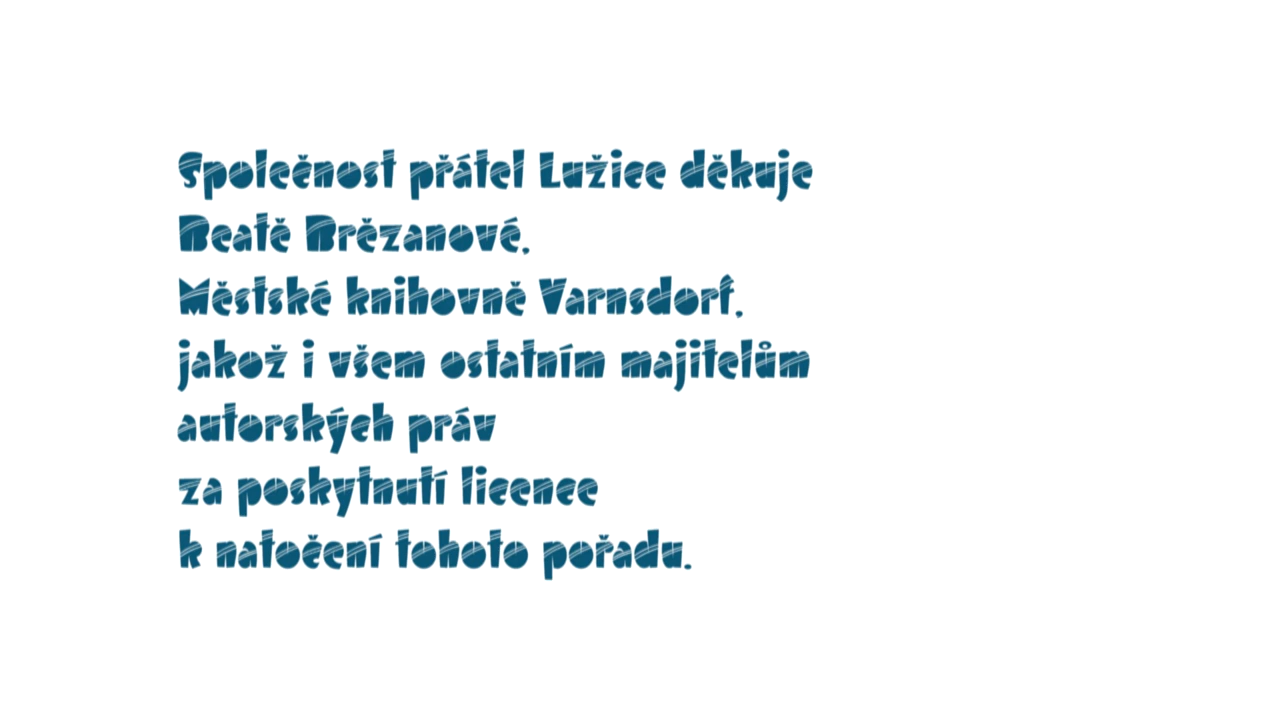 Společnost přátel Lužice děkuje
Beatě Brězanové,
Městské knihovně Varnsdorf,
jakož i všem ostatním majitelům
autorských práv
za poskytnutí licence
k natočení tohoto pořadu.